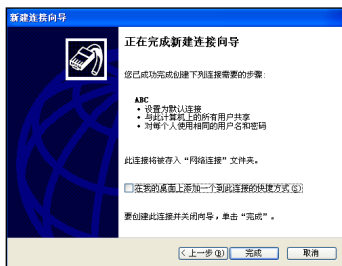 新建连接向导
正在完成新建连接向导
您已成功完成创建下列连接需要的步骤:
ABC
• 设置为默认连接
• 与此计算机上的所有用户共享
• 对每个人使用相同的用户名和密码
此连接将被存入“网络连接”文件夹。
在我的桌面上添加一个到此连接的快捷方式(S)
要创建此连接并关闭向导,单击“完成”。
<上一步(B) 完成 取消